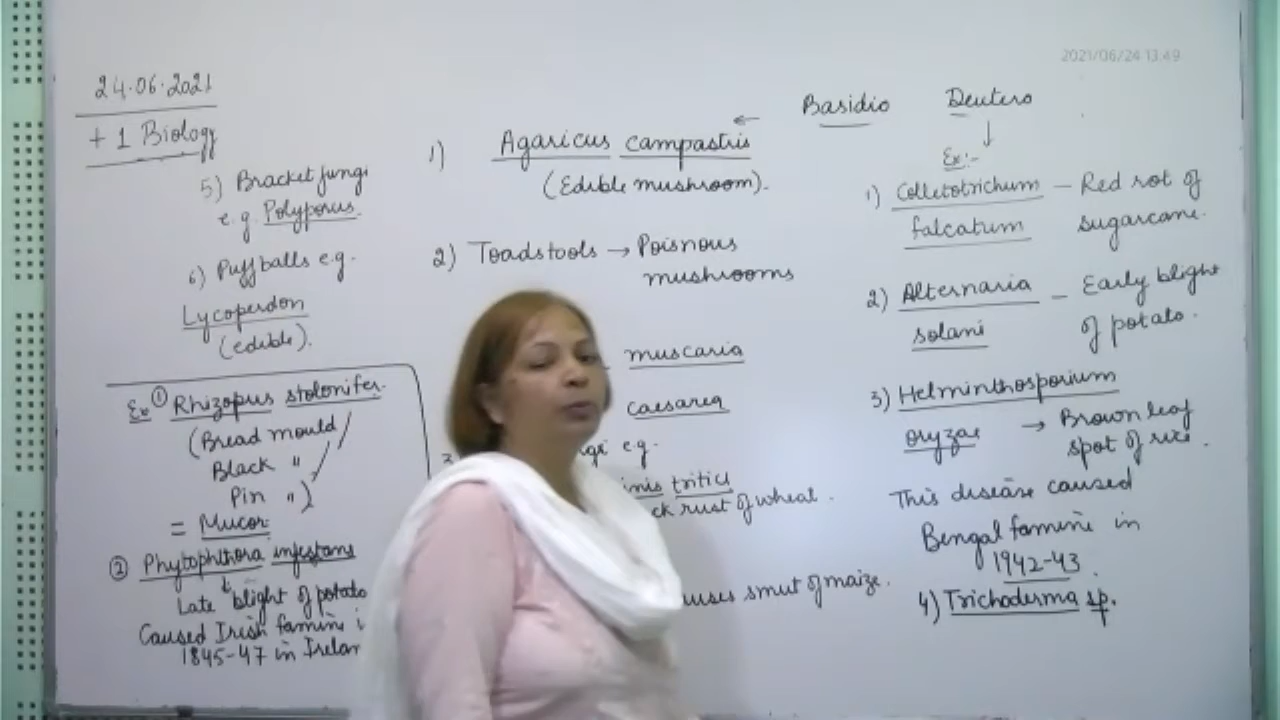 2021/06/24 13:49
24.06.2021
+ 1 Biology
5) Bracket fungi
e.g. Polyporus.
6) Puffballs e.g.
Lycoperdon
(edible).
Ex ① Rhizopus stolonifer.
(Bread mould
Black "
Pin ")
= Mucor
② Phytophthora infestans
Late blight of potato
Caused Irish famine i
1845-47 in Irelan
Basidio Deutero
1) Agaricus campastris ←
(Edible mushroom).
2) Toadstools → Poisnous
mushrooms
muscaria
caesarea
3
ngi e.g.
inis tritici
ck rust of wheat.
uses smut of maize.
↓
Ex:-
1) Colletotrichum – Red rot of
falcatum sugarcane.
2) Alternaria – Early blight
solani of potato.
3) Helminthosporium
oryzae → Brown leaf
spot of rice.
This disease caused
Bengal famine in
1942-43.
4) Trichoderma sp.